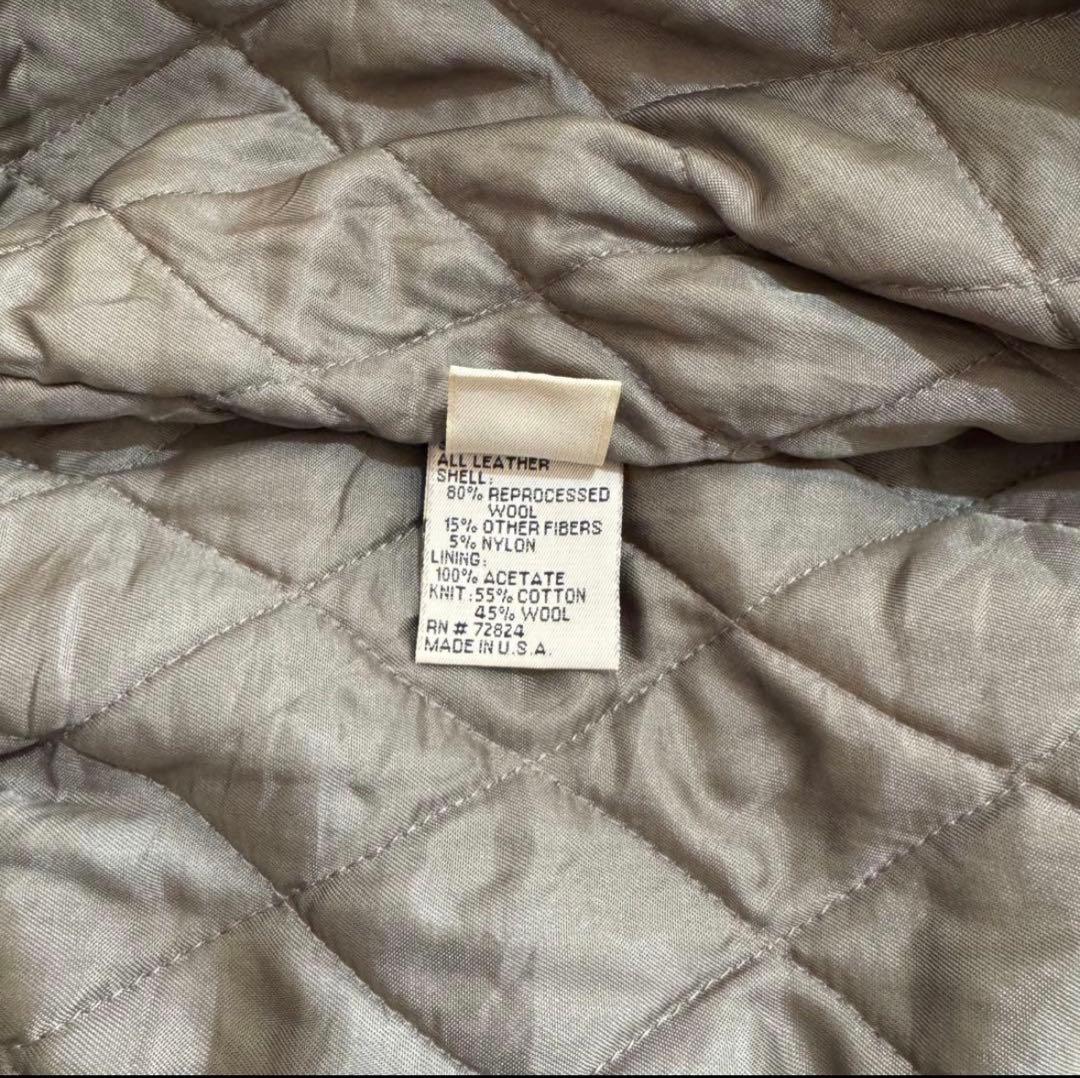 ALL LEATHER
SHELL:
80% REPROCESSED
WOOL
15% OTHER FIBERS
5% NYLON
LINING:
100% ACETATE
KNIT:55% COTTON
45% WOOL
RN # 72824
MADE IN U.S.A.